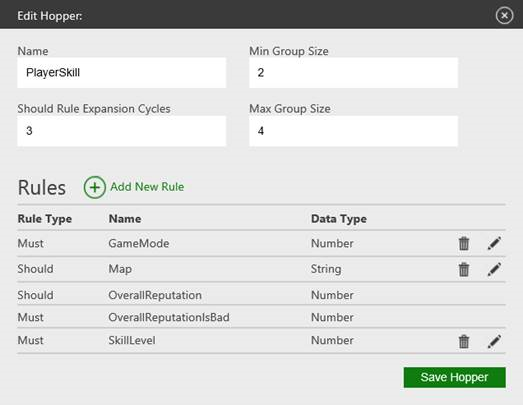 Edit Hopper:
Name Min Group Size
PlayerSkill 2
Should Rule Expansion Cycles Max Group Size
3 4
Rules Add New Rule
Rule Type Name Data Type
Must GameMode Number
Should Map String
Should OverallReputation Number
Must OverallReputationIsBad Number
Must SkillLevel Number
Save Hopper